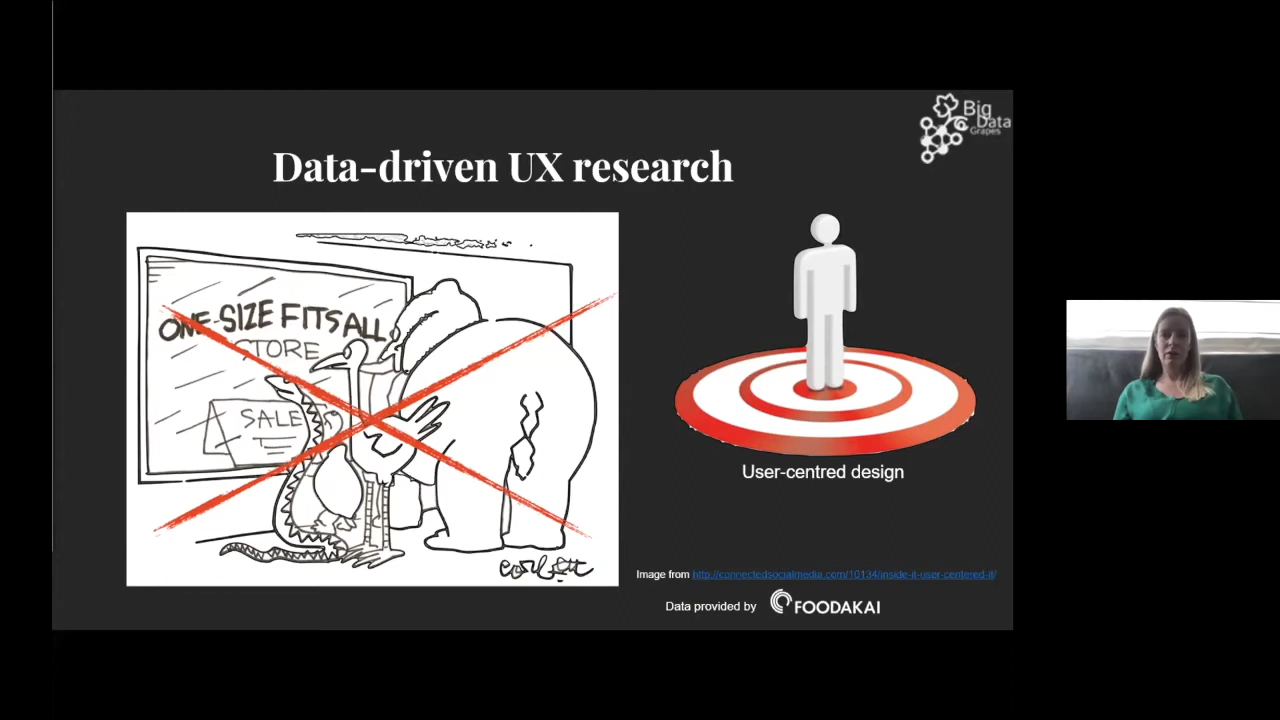 Big
Data
Grapes
Data-driven UX research
ONE-SIZE FITS ALL
STORE
SALE
corbett
User-centred design
Image from http://connectedsocialmedia.com/10134/inside-it-user-centered-it/
Data provided by FOODAKAI